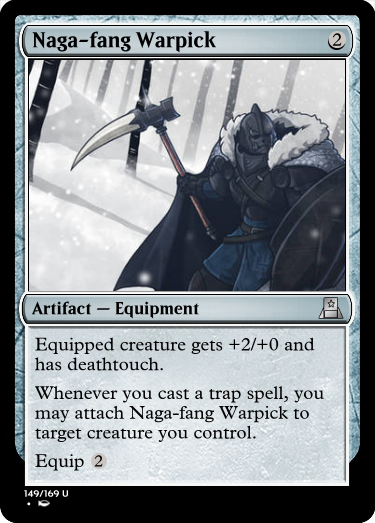 Naga-fang Warpick 2
Artifact — Equipment
Equipped creature gets +2/+0 and
has deathtouch.
Whenever you cast a trap spell, you
may attach Naga-fang Warpick to
target creature you control.
Equip 2
149/169 U